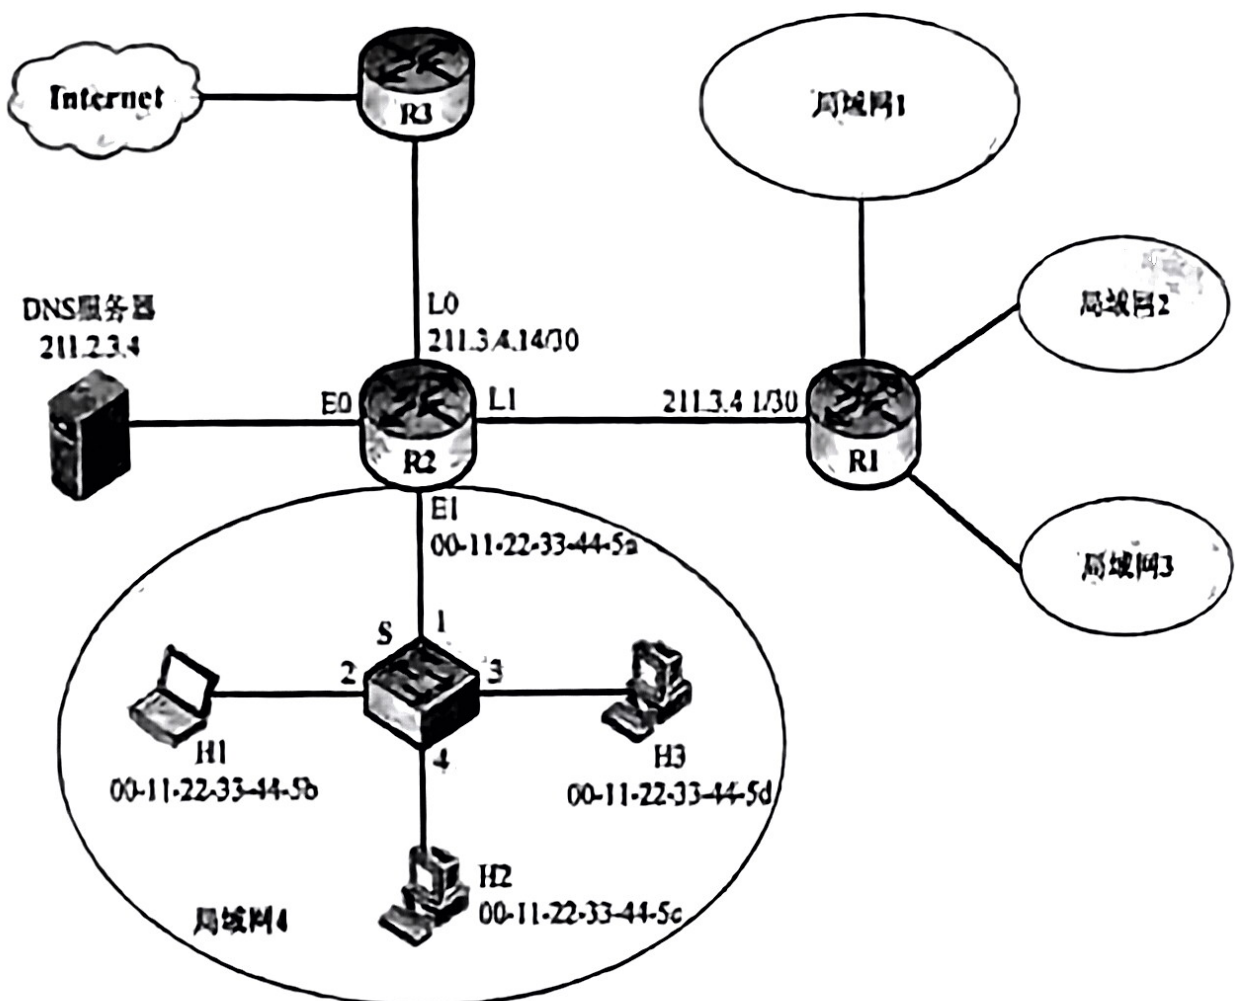 Internet
R3
局域网1
局域网2
DNS服务器
211.2.3.4
L0
211.3.4.14/30
E0
L1
211.3.4.1/30
R2
R1
E1
00-11-22-33-44-5a
局域网3
S
1
2
3
4
H1
00-11-22-33-44-5b
H3
00-11-22-33-44-5d
H2
00-11-22-33-44-5c
局域网4